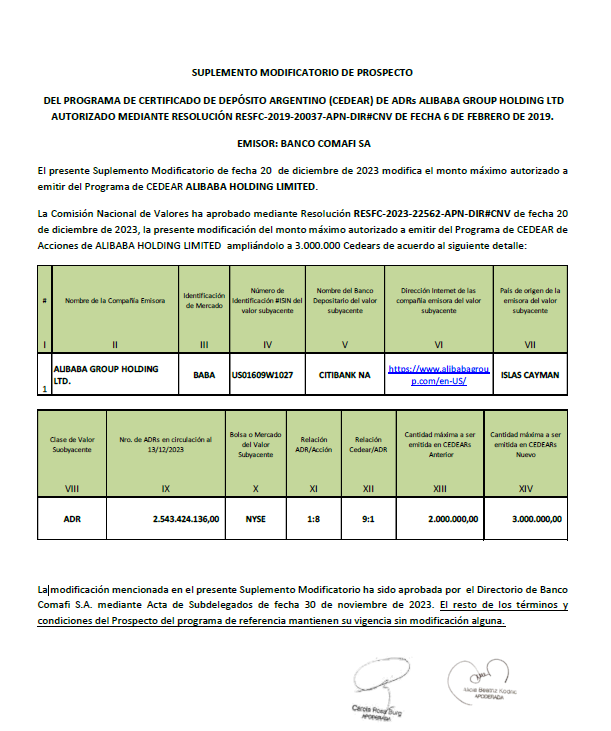 SUPLEMENTO MODIFICATORIO DE PROSPECTO
DEL PROGRAMA DE CERTIFICADO DE DEPÓSITO ARGENTINO (CEDEAR) DE ADRs ALIBABA GROUP HOLDING LTD
AUTORIZADO MEDIANTE RESOLUCIÓN RESFC-2019-20037-APN-DIR#CNV DE FECHA 6 DE FEBRERO DE 2019.
EMISOR: BANCO COMAFI SA
El presente Suplemento Modificatorio de fecha 20 de diciembre de 2023 modifica el monto máximo autorizado a
emitir del Programa de CEDEAR ALIBABA HOLDING LIMITED.
La Comisión Nacional de Valores ha aprobado mediante Resolución RESFC-2023-22562-APN-DIR#CNV de fecha 20
de diciembre de 2023, la presente modificación del monto máximo autorizado a emitir del Programa de CEDEAR de
Acciones de ALIBABA HOLDING LIMITED ampliándolo a 3.000.000 Cedears de acuerdo al siguiente detalle:
#
Nombre de la Compañía Emisora
Identificación
de Mercado
Número de
Identificación #ISIN del
valor subyacente
Nombre del Banco
Depositario del valor
subyacente
Dirección Internet de las
compañía emisora del valor
subyacente
País de origen de la
emisora del valor
subyacente
I II III IV V VI VII
1
ALIBABA GROUP HOLDING
LTD.
BABA
US01609W1027
CITIBANK NA
https://www.alibabagrou
p.com/en-US/
ISLAS CAYMAN
Clase de Valor
Suobyacente
Nro. de ADRs en circulación al
13/12/2023
Bolsa o Mercado
del Valor
Subyacente
Relación
ADR/Acción
Relación
Cedear/ADR
Cantidad máxima a ser
emitida en CEDEARs
Anterior
Cantidad máxima a ser
emitida en CEDEARs
Nuevo
VIII IX X XI XII XIII XIV
ADR 2.543.424.136,00 NYSE 1:8 9:1 2.000.000,00 3.000.000,00
La modificación mencionada en el presente Suplemento Modificatorio ha sido aprobada por el Directorio de Banco
Comafi S.A. mediante Acta de Subdelegados de fecha 30 de noviembre de 2023. El resto de los términos y
condiciones del Prospecto del programa de referencia mantienen su vigencia sin modificación alguna.
Carola Rosa Burg
APODERADA
Beatriz
APODERADA